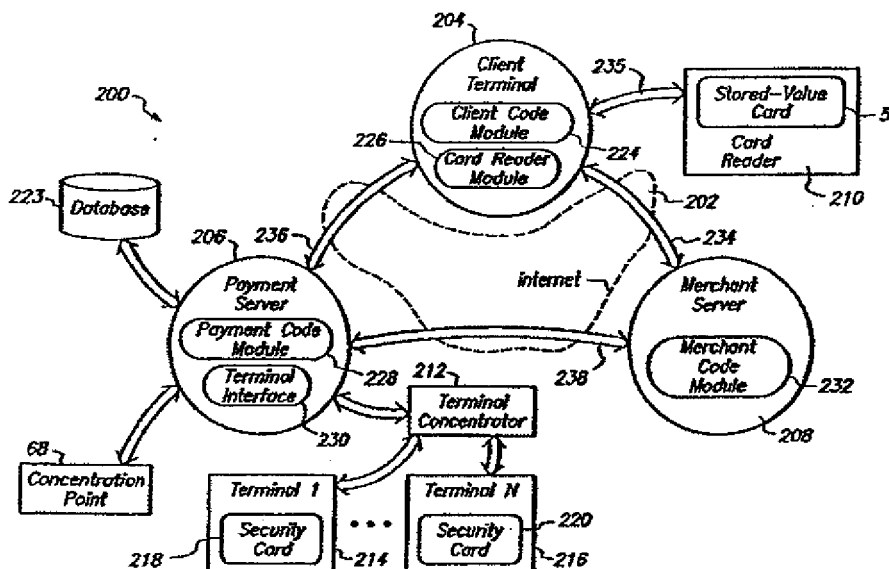 200
204
Client
Terminal
Client Code
Module
226
Card Reader
Module
224
235
Stored-Value
Card
5
Card
Reader
210
202
223
Database
206
236
234
internet
Payment
Server
Payment Code
Module
Terminal
Interface
228
230
238
Merchant
Server
Merchant
Code
Module
232
208
212
Terminal
Concentrator
68
Concentration
Point
Terminal 1
Security
Card
218
214
Terminal N
220
Security
Card
216